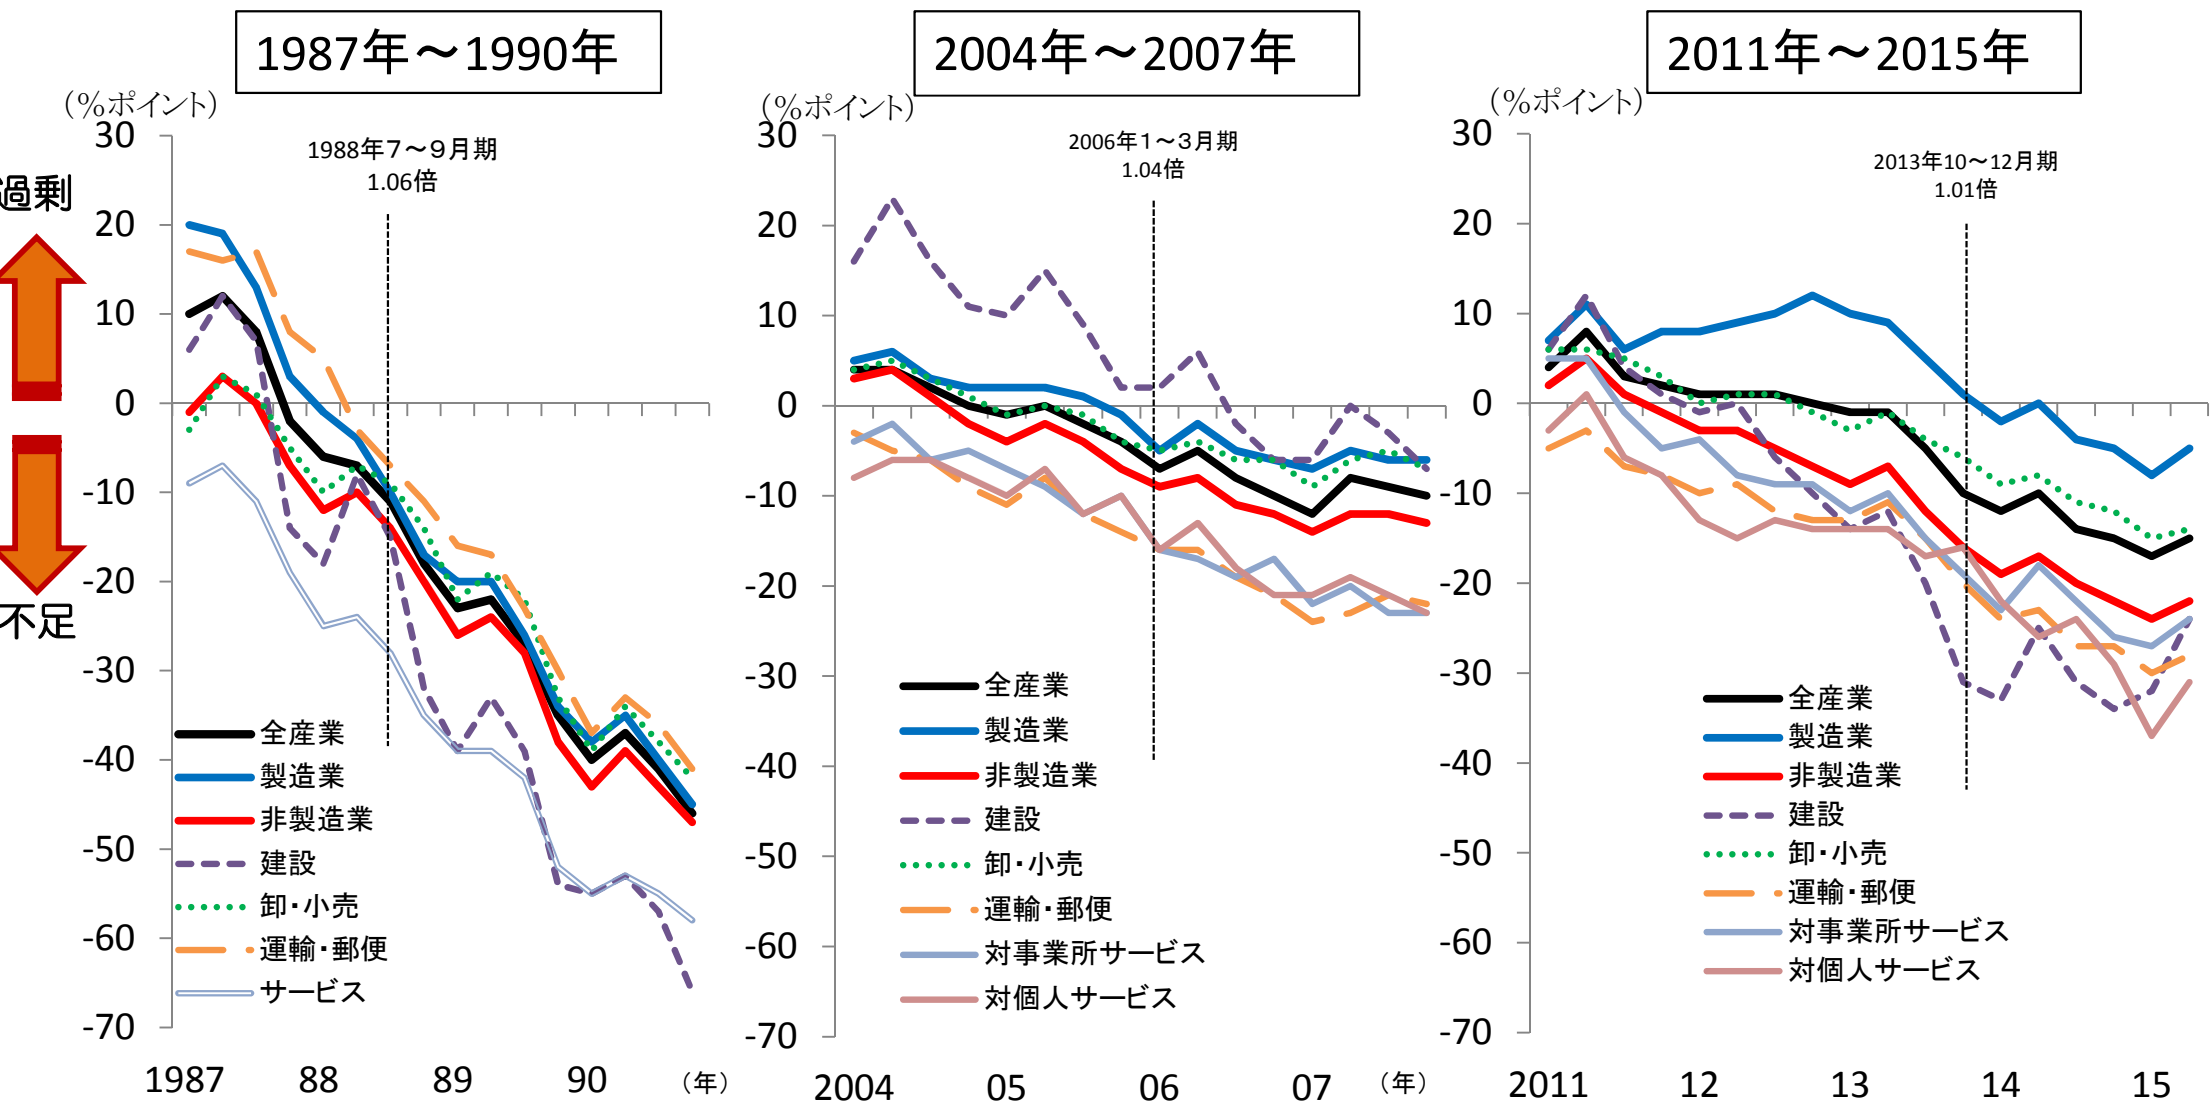 1987年～1990年
2004年～2007年
2011年～2015年
過剰
不足
（％ポイント）
30
20
10
0
-10
-20
-30
-40
-50
-60
-70
1988年７～９月期
1.06倍
全産業
製造業
非製造業
建設
卸・小売
運輸・郵便
サービス
1987
88
89
90
（年）
（％ポイント）
30
20
10
0
-10
-20
-30
-40
-50
-60
-70
2006年１～３月期
1.04倍
全産業
製造業
非製造業
建設
卸・小売
運輸・郵便
対事業所サービス
対個人サービス
2004
05
06
07
（年）
（％ポイント）
30
20
10
0
-10
-20
-30
-40
-50
-60
-70
2013年10～12月期
1.01倍
全産業
製造業
非製造業
建設
卸・小売
運輸・郵便
対事業所サービス
対個人サービス
2011
12
13
14
15